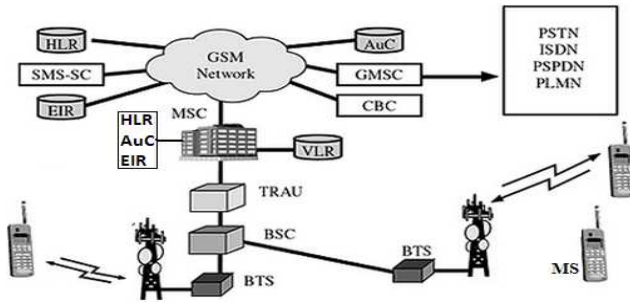 HLR
SMS-SC
EIR
GSM
Network
AuC
GMSC
CBC
PSTN
ISDN
PSPDN
PLMN
MSC
HLR
AuC
EIR
VLR
TRAU
BSC
BTS
BTS
MS